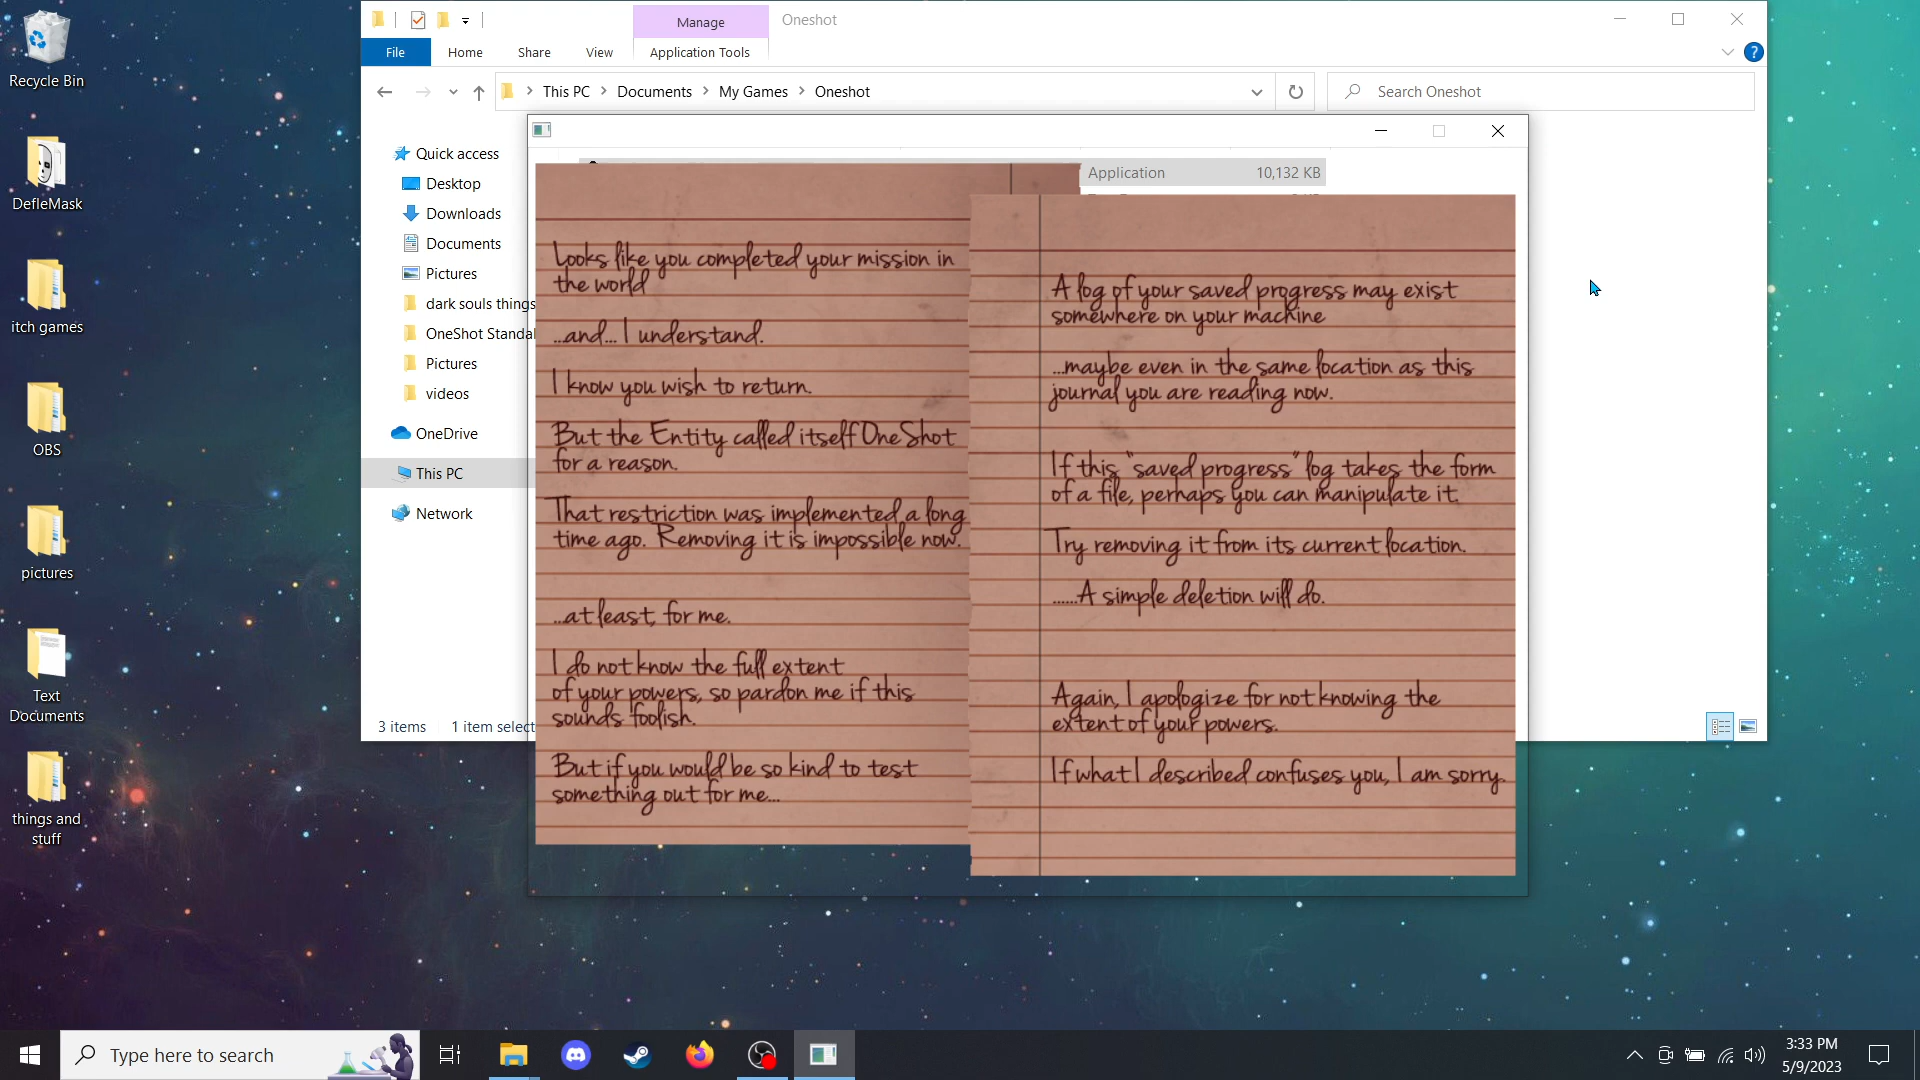 Recycle Bin
DefleMask
itch games
OBS
pictures
Text
Documents
things and
stuff
Manage
Oneshot
File
Home
Share
View
Application Tools
This PC
Documents
My Games
Oneshot
Search Oneshot
Quick access
Desktop
Downloads
Documents
Pictures
dark souls things
OneShot Standal
Pictures
videos
OneDrive
This PC
Network
3 items
1 item select
Application
10,132 KB
Looks like you completed your mission in
the world
...and... I understand.
I know you wish to return.
But the Entity called itself OneShot
for a reason.
That restriction was implemented a long
time ago. Removing it is impossible now.
...at least, for me.
I do not know the full extent
of your powers, so pardon me if this
sounds foolish.
But if you would be so kind to test
something out for me...
A log of your saved progress may exist
somewhere on your machine
...maybe even in the same location as this
journal you are reading now.
If this "saved progress" log takes the form
of a file, perhaps you can manipulate it.
Try removing it from its current location.
......A simple deletion will do.
Again, I apologize for not knowing the
extent of your powers.
If what I described confuses you, I am sorry.
Type here to search
3:33 PM
5/9/2023